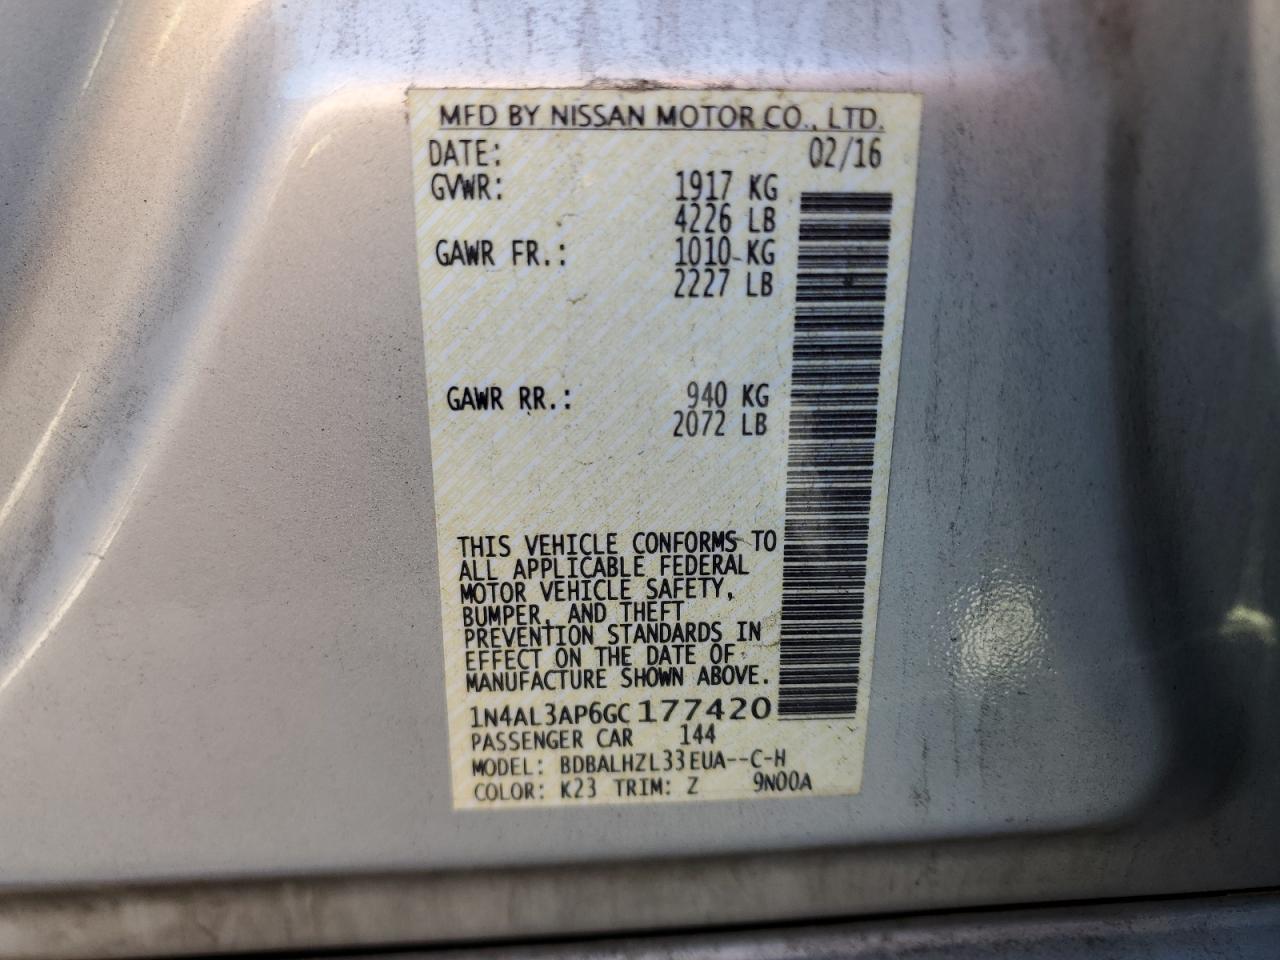 MFD BY NISSAN MOTOR CO., LTD.
DATE: 02/16
GVWR: 1917 KG
4226 LB
GAWR FR.: 1010 KG
2227 LB
GAWR RR.: 940 KG
2072 LB
THIS VEHICLE CONFORMS TO
ALL APPLICABLE FEDERAL
MOTOR VEHICLE SAFETY,
BUMPER, AND THEFT
PREVENTION STANDARDS IN
EFFECT ON THE DATE OF
MANUFACTURE SHOWN ABOVE.
1N4AL3AP6GC177420
PASSENGER CAR 144
MODEL: BDBALHZL33EUA--C-H
COLOR: K23 TRIM: Z 9N00A